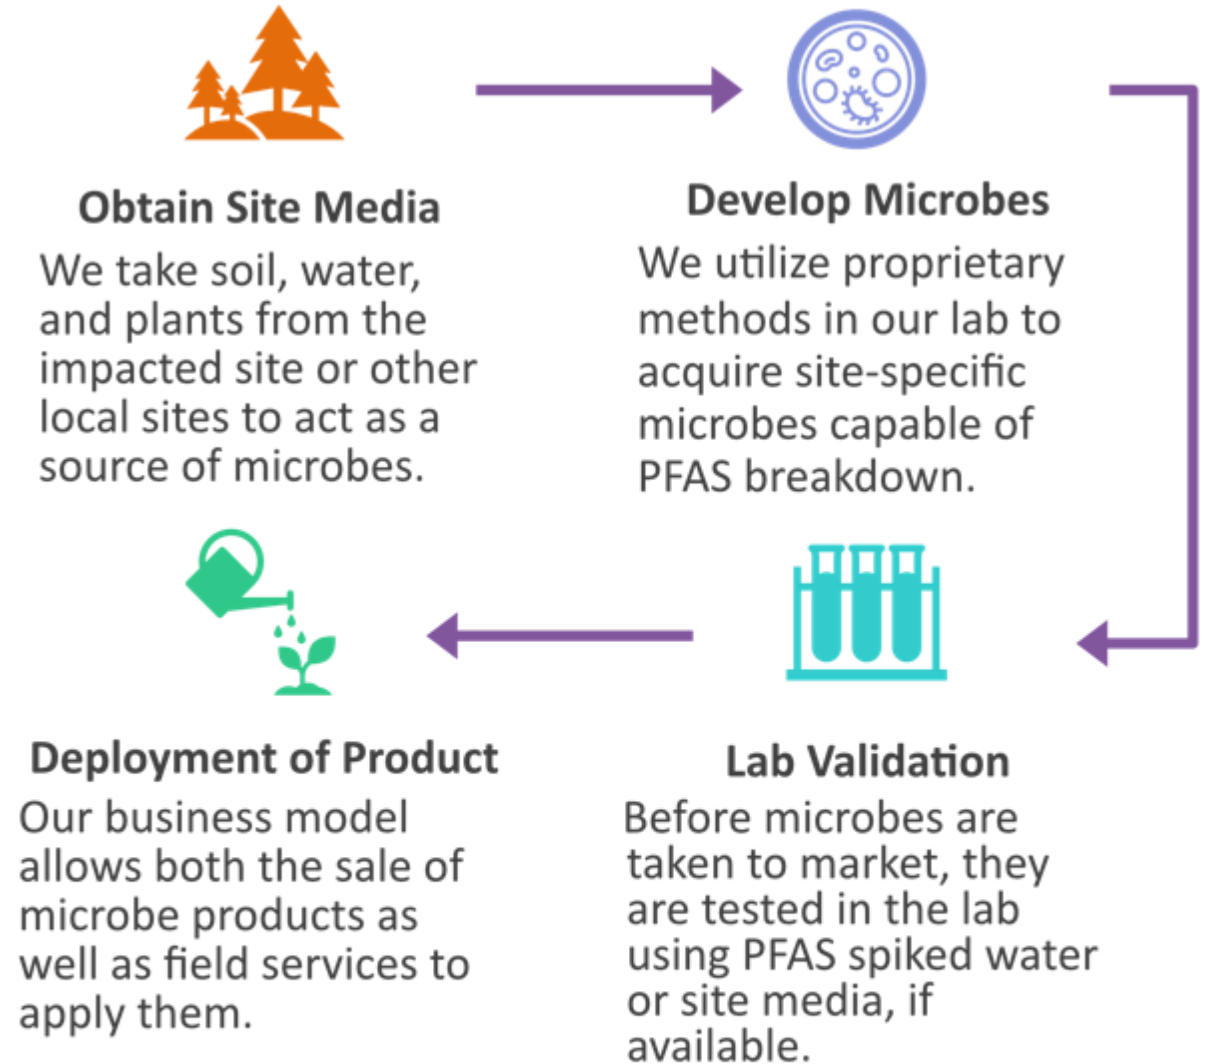 Obtain Site Media
We take soil, water,
and plants from the
impacted site or other
local sites to act as a
source of microbes.
Develop Microbes
We utilize proprietary
methods in our lab to
acquire site-specific
microbes capable of
PFAS breakdown.
Lab Validation
Before microbes are
taken to market, they
are tested in the lab
using PFAS spiked water
or site media, if
available.
Deployment of Product
Our business model
allows both the sale of
microbe products as
well as field services to
apply them.